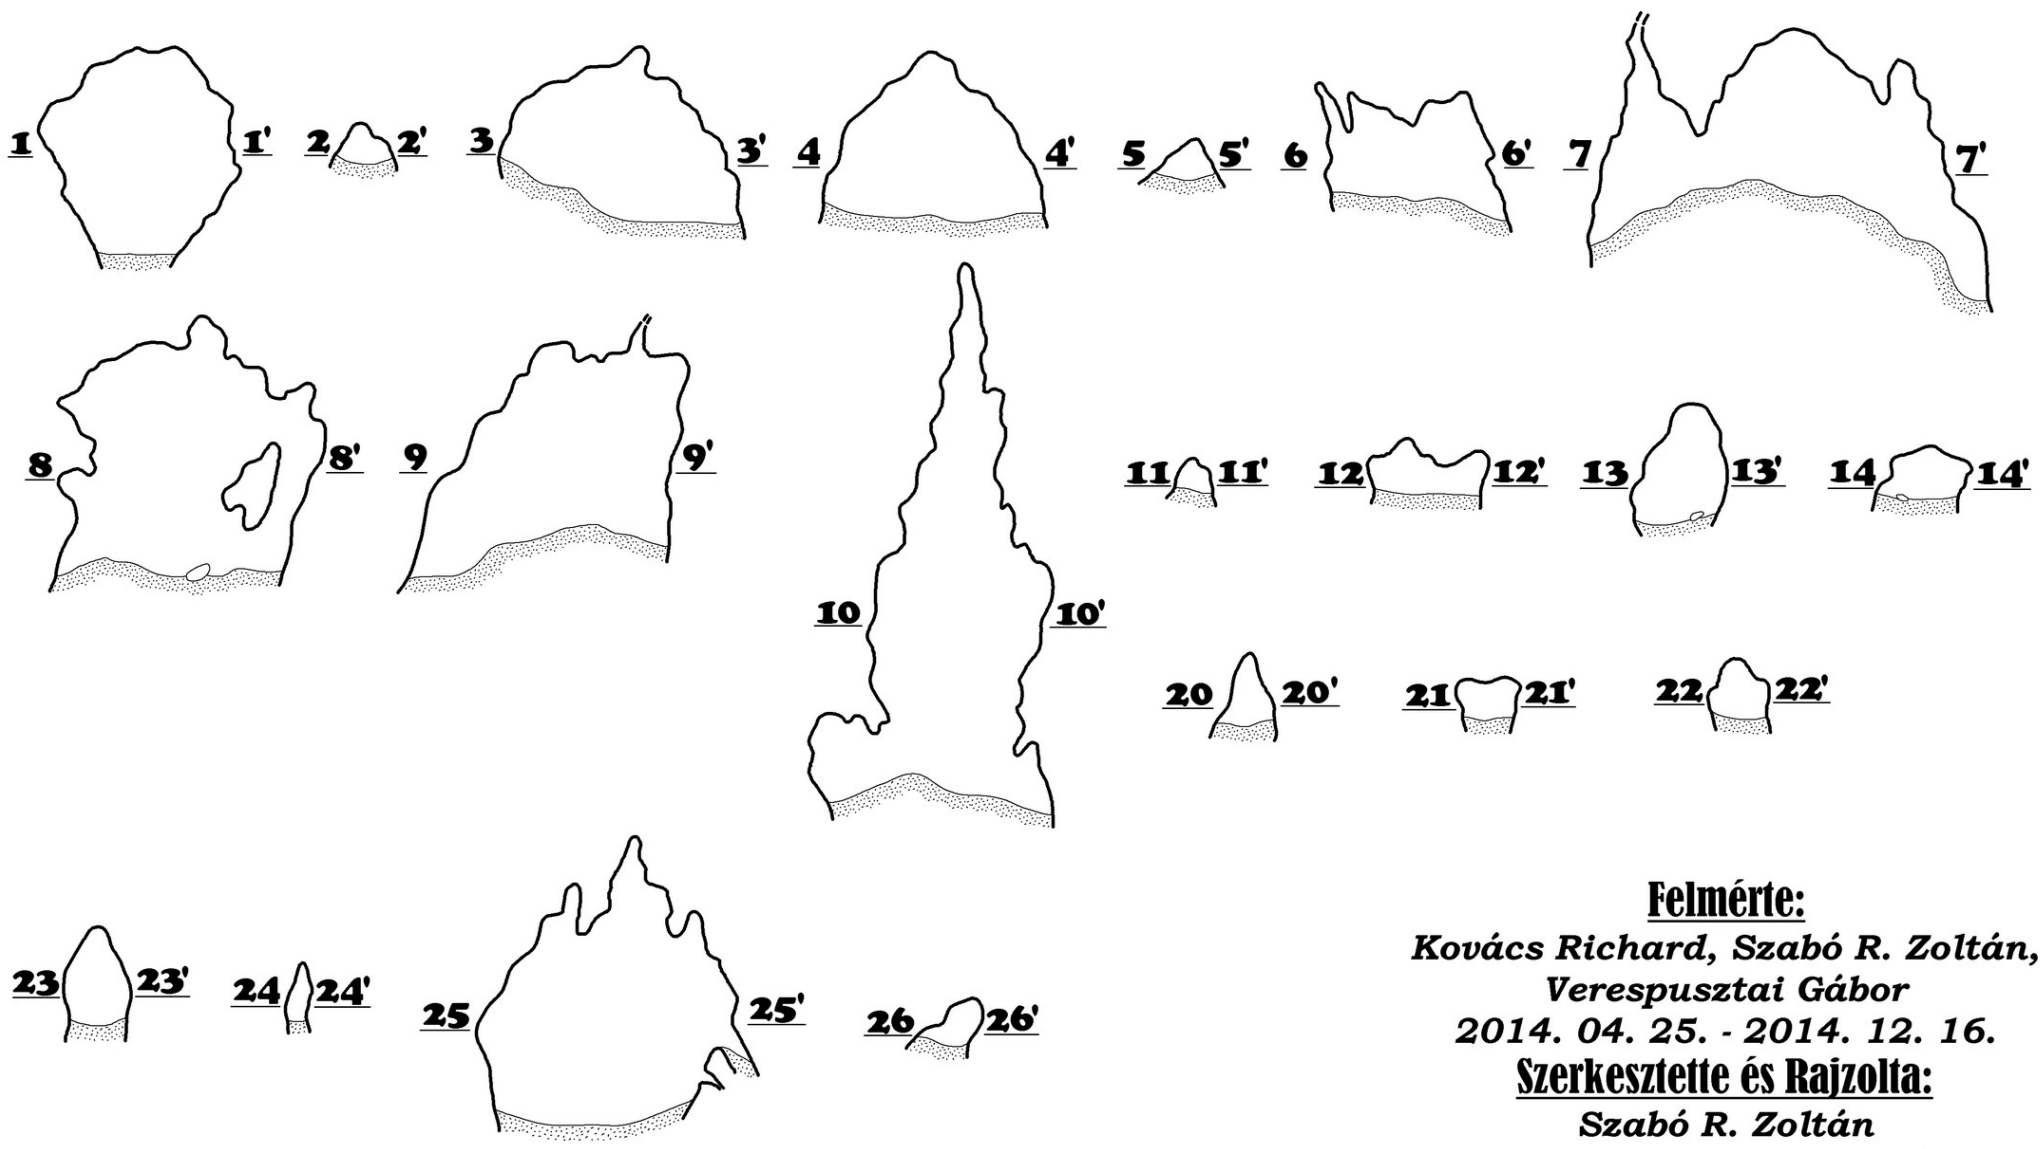 1 1' 2 2' 3 3' 4 4' 5 5' 6 6' 7 7'
8 8' 9 9' 10 10' 11 11' 12 12' 13 13' 14 14'
20 20' 21 21' 22 22'
23 23' 24 24' 25 25' 26 26'
Felmérte:
Kovács Richard, Szabó R. Zoltán,
Verespusztai Gábor
2014. 04. 25. - 2014. 12. 16.
Szerkesztette és Rajzolta:
Szabó R. Zoltán